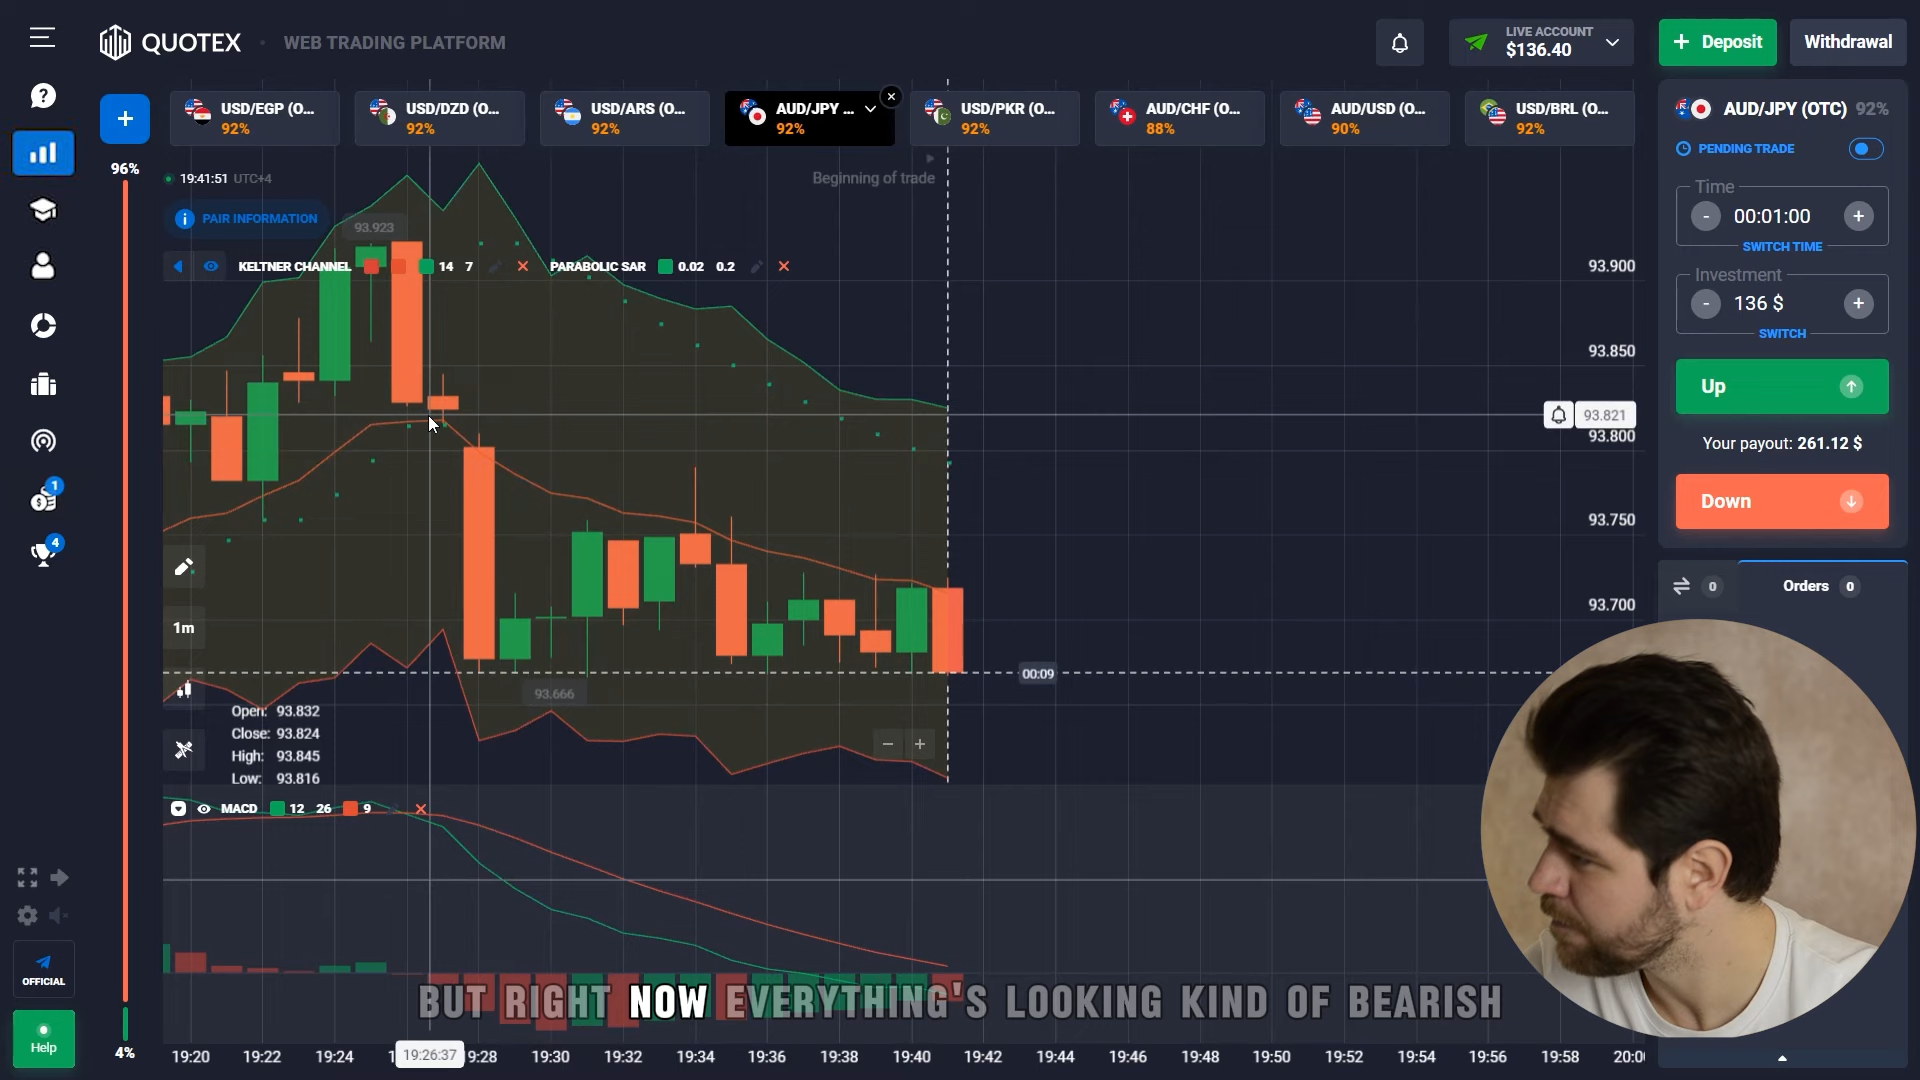 QUOTEX
WEB TRADING PLATFORM
LIVE ACCOUNT
$136.40
+ Deposit
Withdrawal
USD/EGP (O...
92%
USD/DZD (O...
92%
USD/ARS (O...
92%
AUD/JPY ...
92%
USD/PKR (O...
92%
AUD/CHF (O...
88%
AUD/USD (O...
90%
USD/BRL (O...
92%
AUD/JPY (OTC) 92%
PENDING TRADE
Time
- 00:01:00 +
SWITCH TIME
Investment
- 136 $ +
SWITCH
Up
Your payout: 261.12 $
Down
0
Orders 0
96%
19:41:51 UTC+4
Beginning of trade
PAIR INFORMATION
93.923
KELTNER CHANNEL 14 7
PARABOLIC SAR 0.02 0.2
93.900
93.850
93.821
93.800
93.750
93.700
1m
00:09
93.666
Open: 93.832
Close: 93.824
High: 93.845
Low: 93.816
MACD 12 26 9
1
4
OFFICIAL
Help
4%
BUT RIGHT NOW EVERYTHING'S LOOKING KIND OF BEARISH
19:20 19:22 19:24 19:26:37 19:28 19:30 19:32 19:34 19:36 19:38 19:40 19:42 19:44 19:46 19:48 19:50 19:52 19:54 19:56 19:58 20:0